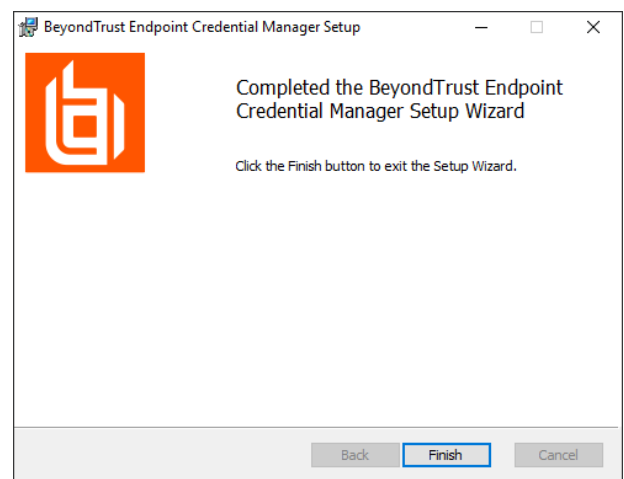 BeyondTrust Endpoint Credential Manager Setup
Completed the BeyondTrust Endpoint
Credential Manager Setup Wizard
Click the Finish button to exit the Setup Wizard.
Back
Finish
Cancel